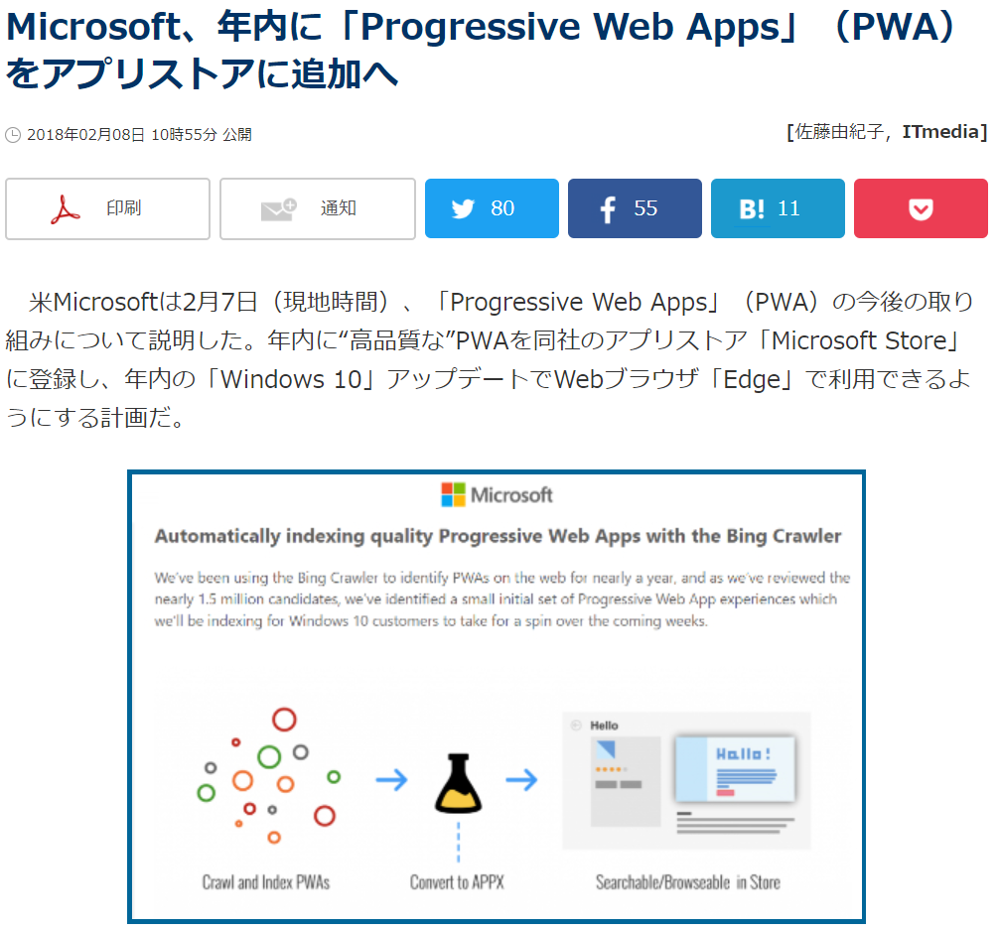 Microsoft、年内に「Progressive Web Apps」（PWA）
をアプリストアに追加へ
2018年02月08日 10時55分 公開
[佐藤由紀子，ITmedia]
印刷
通知
80
55
B! 11
米Microsoftは2月7日（現地時間）、「Progressive Web Apps」（PWA）の今後の取り
組みについて説明した。年内に“高品質な”PWAを同社のアプリストア「Microsoft Store」
に登録し、年内の「Windows 10」アップデートでWebブラウザ「Edge」で利用できるよ
うにする計画だ。
Microsoft
Automatically indexing quality Progressive Web Apps with the Bing Crawler
We've been using the Bing Crawler to identify PWAs on the web for nearly a year, and as we've reviewed the
nearly 1.5 million candidates, we've identified a small initial set of Progressive Web App experiences which
we'll be indexing for Windows 10 customers to take for a spin over the coming weeks.
Hello
Hello!
Crawl and Index PWAs
Convert to APPX
Searchable/Browseable in Store